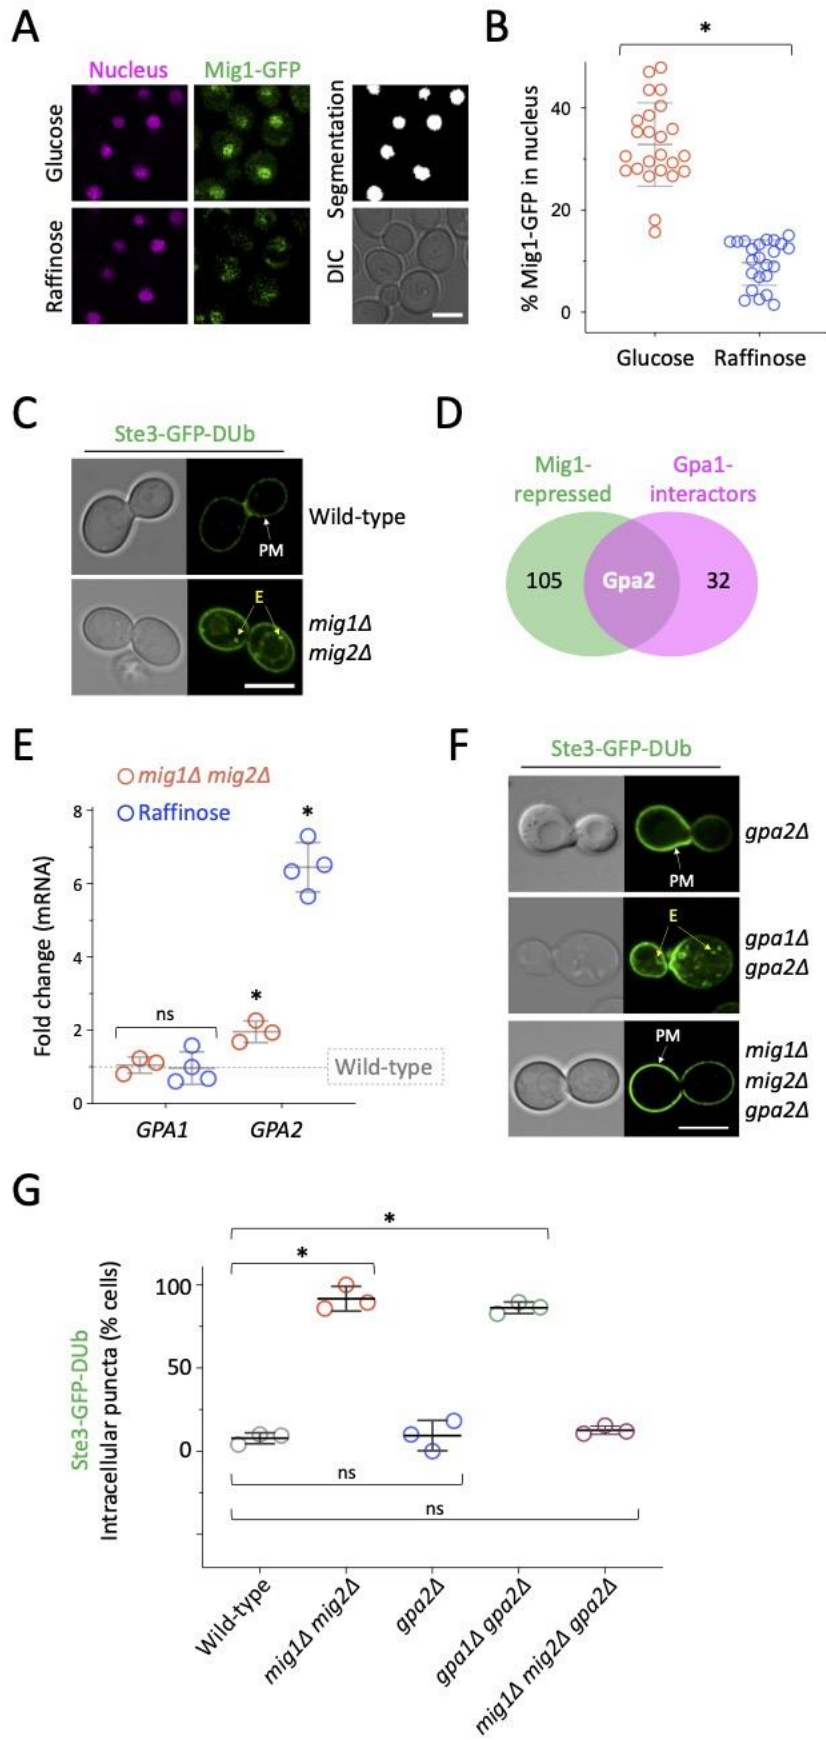 A
Nucleus
Mig1-GFP
Glucose
Raffinose
Segmentation
DIC
B
*
% Mig1-GFP in nucleus
40
20
0
Glucose
Raffinose
C
Ste3-GFP-DUb
Wild-type
PM
E
mig1Δ
mig2Δ
D
Mig1-
repressed
Gpa1-
interactors
105
Gpa2
32
E
mig1Δ mig2Δ
Raffinose
Fold change (mRNA)
8
6
4
2
0
ns
*
*
Wild-type
GPA1
GPA2
F
Ste3-GFP-DUb
gpa2Δ
PM
E
gpa1Δ
gpa2Δ
PM
mig1Δ
mig2Δ
gpa2Δ
G
*
*
Ste3-GFP-DUb
Intracellular puncta (% cells)
100
50
0
ns
ns
Wild-type
mig1Δ mig2Δ
gpa2Δ
gpa1Δ gpa2Δ
mig1Δ mig2Δ gpa2Δ